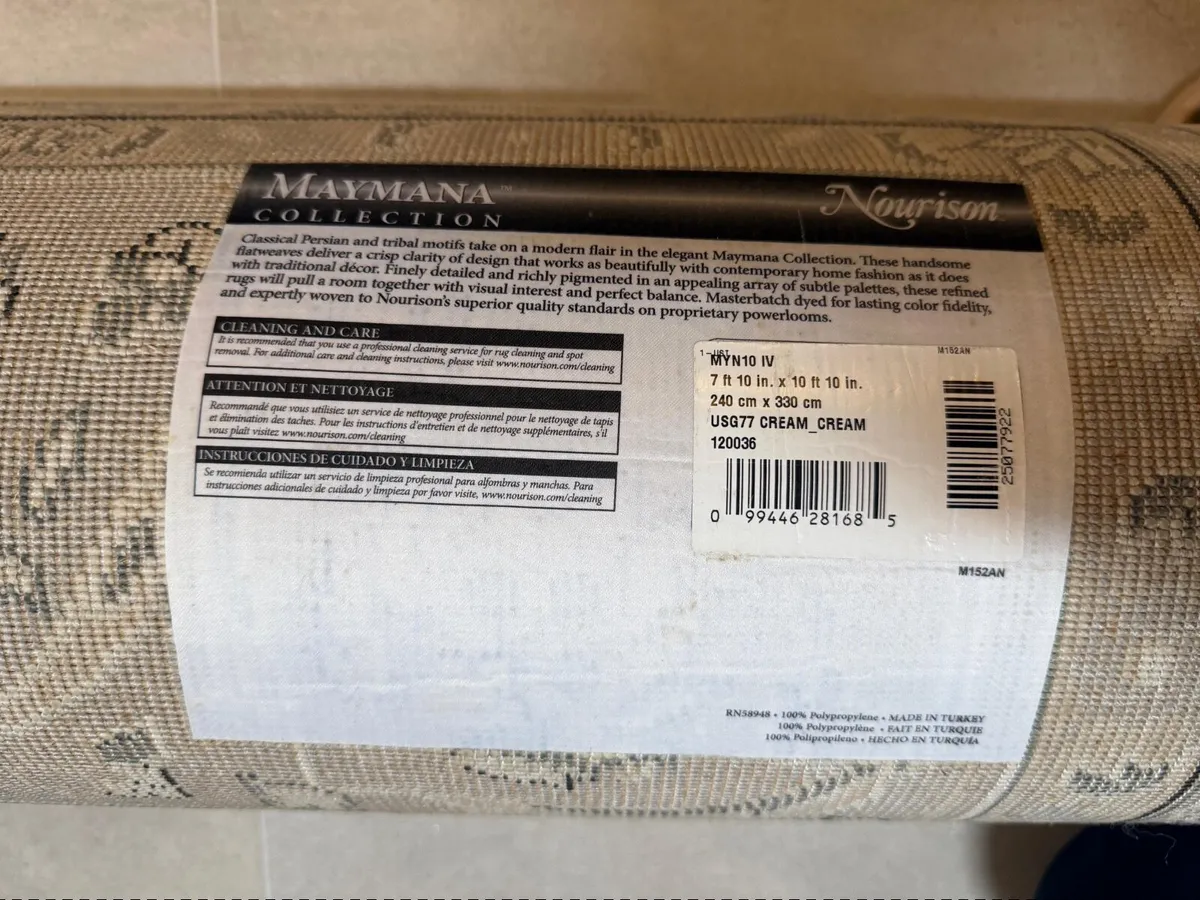 MAYMANA™
COLLECTION
Nourison
Classical Persian and tribal motifs take on a modern flair in the elegant Maymana Collection. These handsome
flatweaves deliver a crisp clarity of design that works as beautifully with contemporary home fashion as it does
with traditional décor. Finely detailed and richly pigmented in an appealing array of subtle palettes, these refined
rugs will pull a room together with visual interest and perfect balance. Masterbatch dyed for lasting color fidelity,
and expertly woven to Nourison's superior quality standards on proprietary powerlooms.
CLEANING AND CARE
It is recommended that you use a professional cleaning service for rug cleaning and spot
removal. For additional care and cleaning instructions, please visit www.nourison.com/cleaning
ATTENTION ET NETTOYAGE
Recommandé que vous utilisiez un service de nettoyage professionnel pour le nettoyage de tapis
et élimination des taches. Pour les instructions d'entretien et de nettoyage supplémentaires, s'il
vous plaît visitez www.nourison.com/cleaning
INSTRUCCIONES DE CUIDADO Y LIMPIEZA
Se recomienda utilizar un servicio de limpieza profesional para alfombras y manchas. Para
instrucciones adicionales de cuidado y limpieza por favor visite, www.nourison.com/cleaning
M152AN
MYN10 IV
7 ft 10 in. x 10 ft 10 in.
240 cm x 330 cm
USG77 CREAM_CREAM
120036
0 99446 28168 5
25077922
M152AN
RN58948 • 100% Polypropylene • MADE IN TURKEY
100% Polypropylène • FAIT EN TURQUIE
100% Polipropileno • HECHO EN TURQUÍA